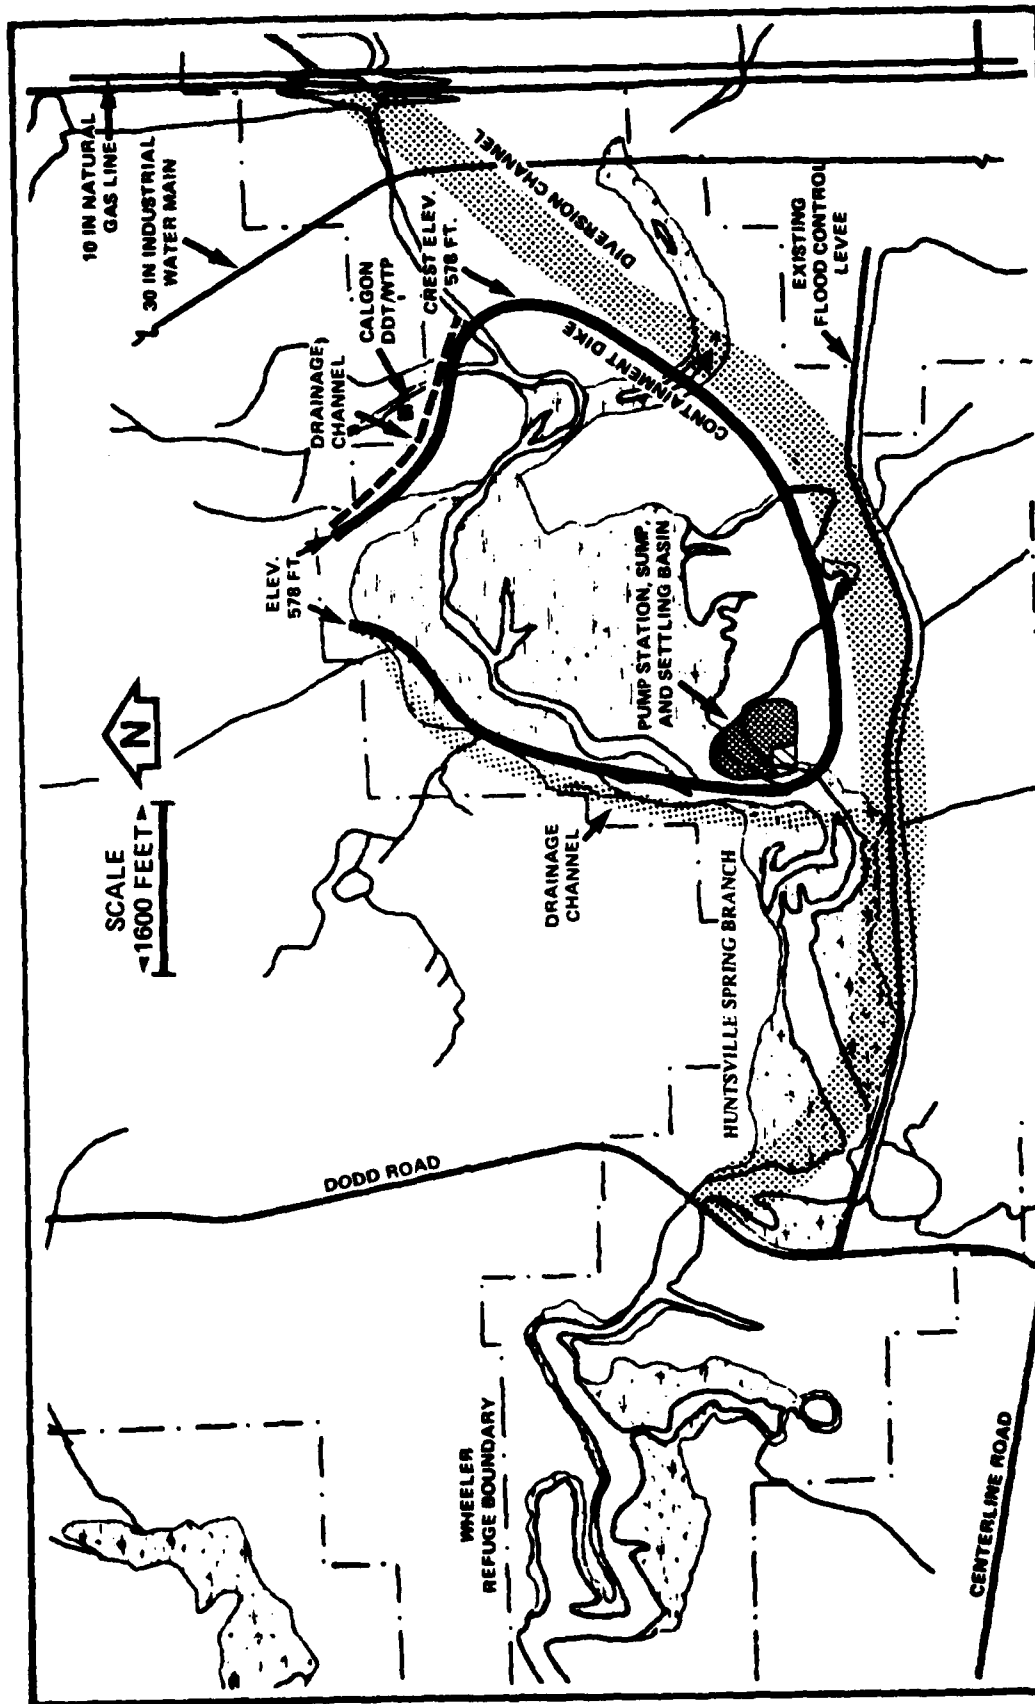 10 IN NATURAL
GAS LINE
30 IN INDUSTRIAL
WATER MAIN
DRAINAGE
CHANNEL
CALGON
DDT/WTP
CREST ELEV.
578 FT.
DIVERSION CHANNEL
CONTAINMENT DIKE
EXISTING
FLOOD CONTROL
LEVER
ELEV.
578 FT
PUMP STATION, SUMP,
AND SETTLING BASIN
N
SCALE
1600 FEET
DRAINAGE
CHANNEL
HUNTSVILLE SPRING BRANCH
DODD ROAD
WHEELER
REFUGE BOUNDARY
CENTERLINE ROAD